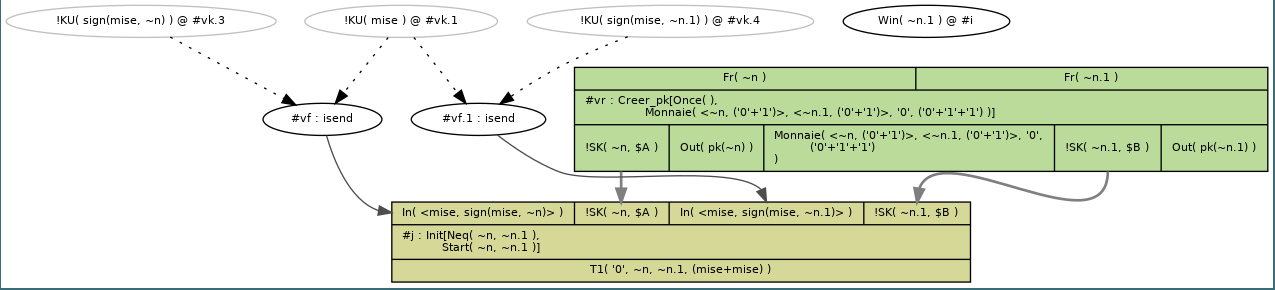 !KU( sign(mise, ~n) ) @ #vk.3
!KU( mise ) @ #vk.1
!KU( sign(mise, ~n.1) ) @ #vk.4
Win( ~n.1 ) @ #i
Fr( ~n )
Fr( ~n.1 )
#vr : Creer_pk[Once( ),
Monnaie( <~n, ('0'+'1')>, <~n.1, ('0'+'1')>, '0', ('0'+'1'+'1') )]
#vf : isend
#vf.1 : isend
!SK( ~n, $A )
Out( pk(~n) )
Monnaie( <~n, ('0'+'1')>, <~n.1, ('0'+'1')>, '0',
('0'+'1'+'1')
)
!SK( ~n.1, $B )
Out( pk(~n.1) )
In( <mise, sign(mise, ~n)> )
!SK( ~n, $A )
In( <mise, sign(mise, ~n.1)> )
!SK( ~n.1, $B )
#j : Init[Neq( ~n, ~n.1 ),
Start( ~n, ~n.1 )]
T1( '0', ~n, ~n.1, (mise+mise) )